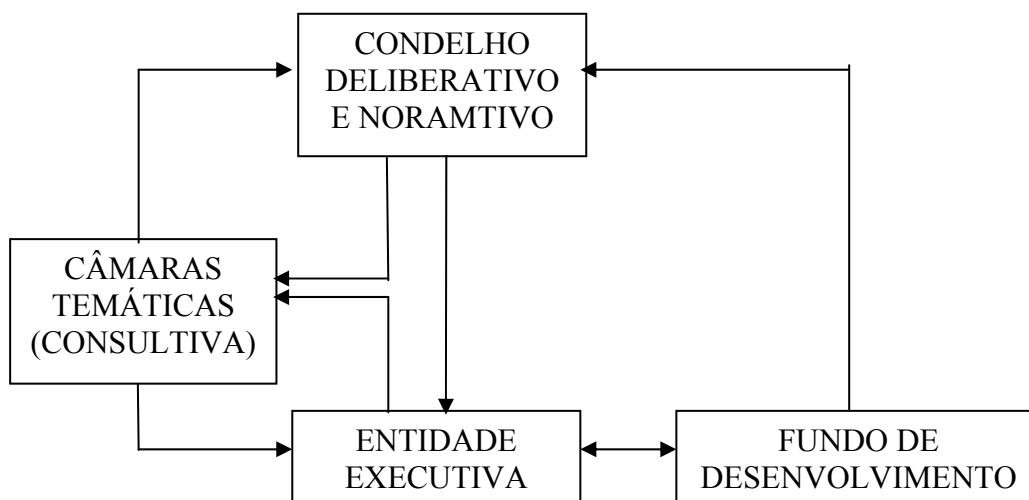 CONDELHO
DELIBERATIVO
E NORAMTIVO
CÂMARAS
TEMÁTICAS
(CONSULTIVA)
ENTIDADE
EXECUTIVA
FUNDO DE
DESENVOLVIMENTO